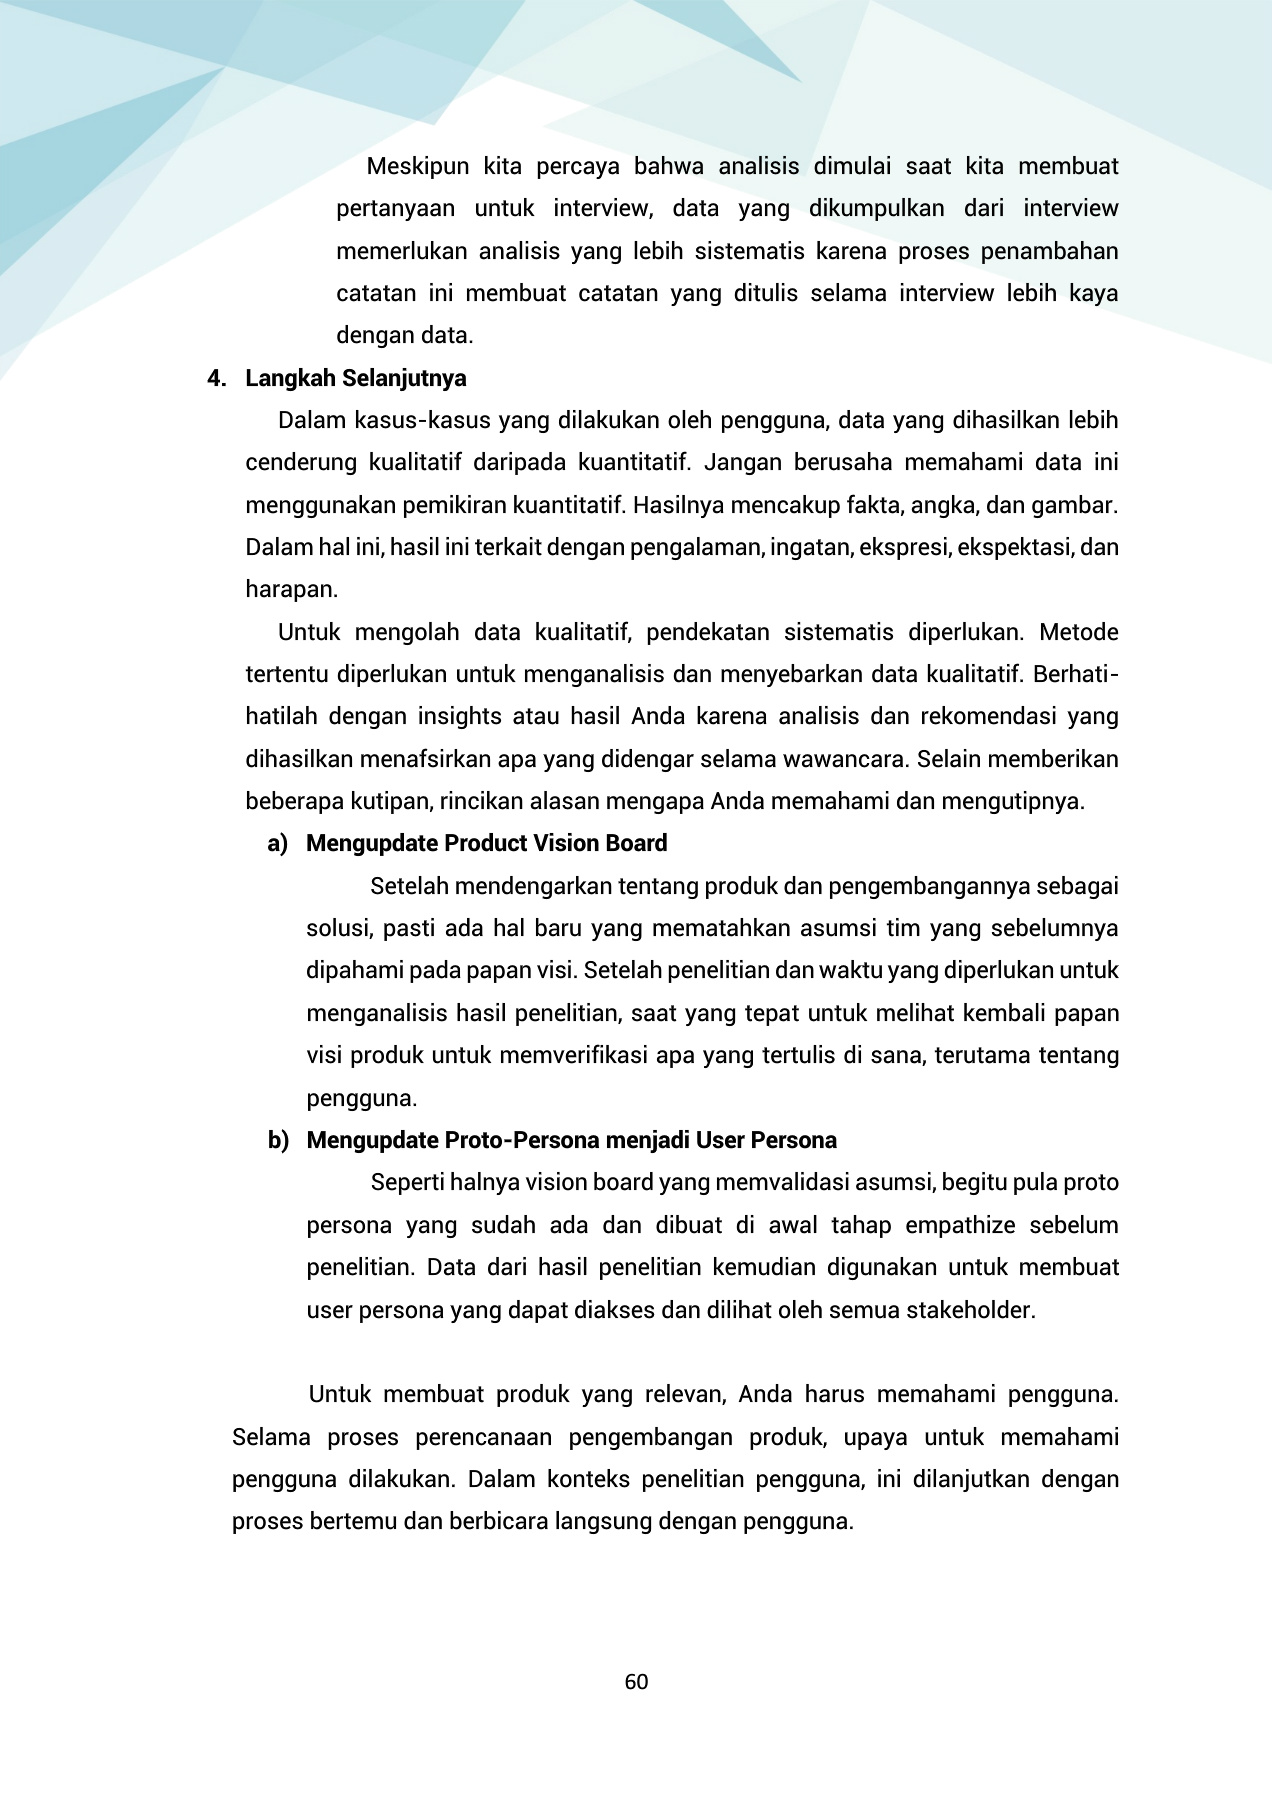 Meskipun kita percaya bahwa analisis dimulai saat kita membuat
pertanyaan untuk interview, data yang dikumpulkan dari interview
memerlukan analisis yang lebih sistematis karena proses penambahan
catatan ini membuat catatan yang ditulis selama interview lebih kaya
dengan data.
4. Langkah Selanjutnya
Dalam kasus-kasus yang dilakukan oleh pengguna, data yang dihasilkan lebih
cenderung kualitatif daripada kuantitatif. Jangan berusaha memahami data ini
menggunakan pemikiran kuantitatif. Hasilnya mencakup fakta, angka, dan gambar.
Dalam hal ini, hasil ini terkait dengan pengalaman, ingatan, ekspresi, ekspektasi, dan
harapan.
Untuk mengolah data kualitatif, pendekatan sistematis diperlukan. Metode
tertentu diperlukan untuk menganalisis dan menyebarkan data kualitatif. Berhati-
hatilah dengan insights atau hasil Anda karena analisis dan rekomendasi yang
dihasilkan menafsirkan apa yang didengar selama wawancara. Selain memberikan
beberapa kutipan, rincikan alasan mengapa Anda memahami dan mengutipnya.
a) Mengupdate Product Vision Board
Setelah mendengarkan tentang produk dan pengembangannya sebagai
solusi, pasti ada hal baru yang mematahkan asumsi tim yang sebelumnya
dipahami pada papan visi. Setelah penelitian dan waktu yang diperlukan untuk
menganalisis hasil penelitian, saat yang tepat untuk melihat kembali papan
visi produk untuk memverifikasi apa yang tertulis di sana, terutama tentang
pengguna.
b) Mengupdate Proto-Persona menjadi User Persona
Seperti halnya vision board yang memvalidasi asumsi, begitu pula proto
persona yang sudah ada dan dibuat di awal tahap empathize sebelum
penelitian. Data dari hasil penelitian kemudian digunakan untuk membuat
user persona yang dapat diakses dan dilihat oleh semua stakeholder.
Untuk membuat produk yang relevan, Anda harus memahami pengguna.
Selama proses perencanaan pengembangan produk, upaya untuk memahami
pengguna dilakukan. Dalam konteks penelitian pengguna, ini dilanjutkan dengan
proses bertemu dan berbicara langsung dengan pengguna.
60